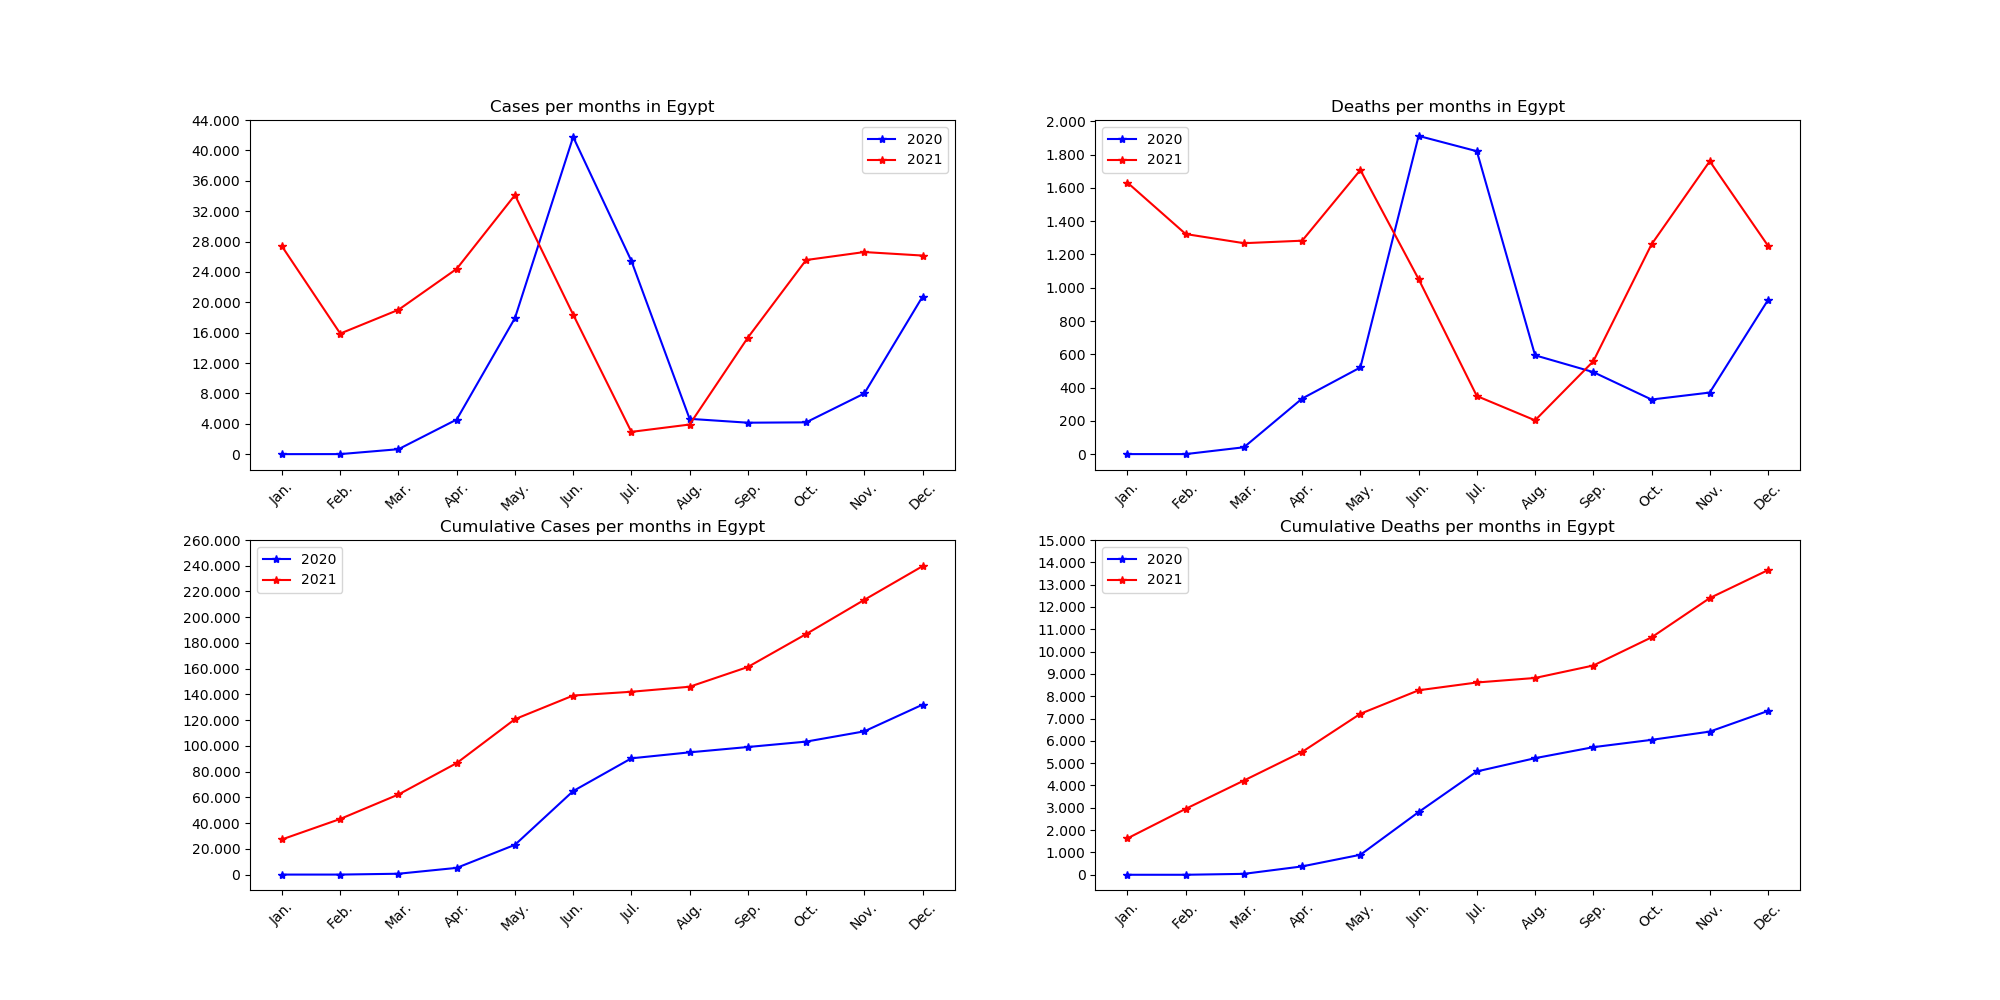 Cases per months in Egypt
44.000
40.000
36.000
32.000
28.000
24.000
20.000
16.000
12.000
8.000
4.000
0
2020
2021
Jan.
Feb.
Mar.
Apr.
May.
Jun.
Jul.
Aug.
Sep.
Oct.
Nov.
Dec.
Deaths per months in Egypt
2.000
1.800
1.600
1.400
1.200
1.000
800
600
400
200
0
2020
2021
Jan.
Feb.
Mar.
Apr.
May.
Jun.
Jul.
Aug.
Sep.
Oct.
Nov.
Dec.
Cumulative Cases per months in Egypt
260.000
240.000
220.000
200.000
180.000
160.000
140.000
120.000
100.000
80.000
60.000
40.000
20.000
0
2020
2021
Jan.
Feb.
Mar.
Apr.
May.
Jun.
Jul.
Aug.
Sep.
Oct.
Nov.
Dec.
Cumulative Deaths per months in Egypt
15.000
14.000
13.000
12.000
11.000
10.000
9.000
8.000
7.000
6.000
5.000
4.000
3.000
2.000
1.000
0
2020
2021
Jan.
Feb.
Mar.
Apr.
May.
Jun.
Jul.
Aug.
Sep.
Oct.
Nov.
Dec.